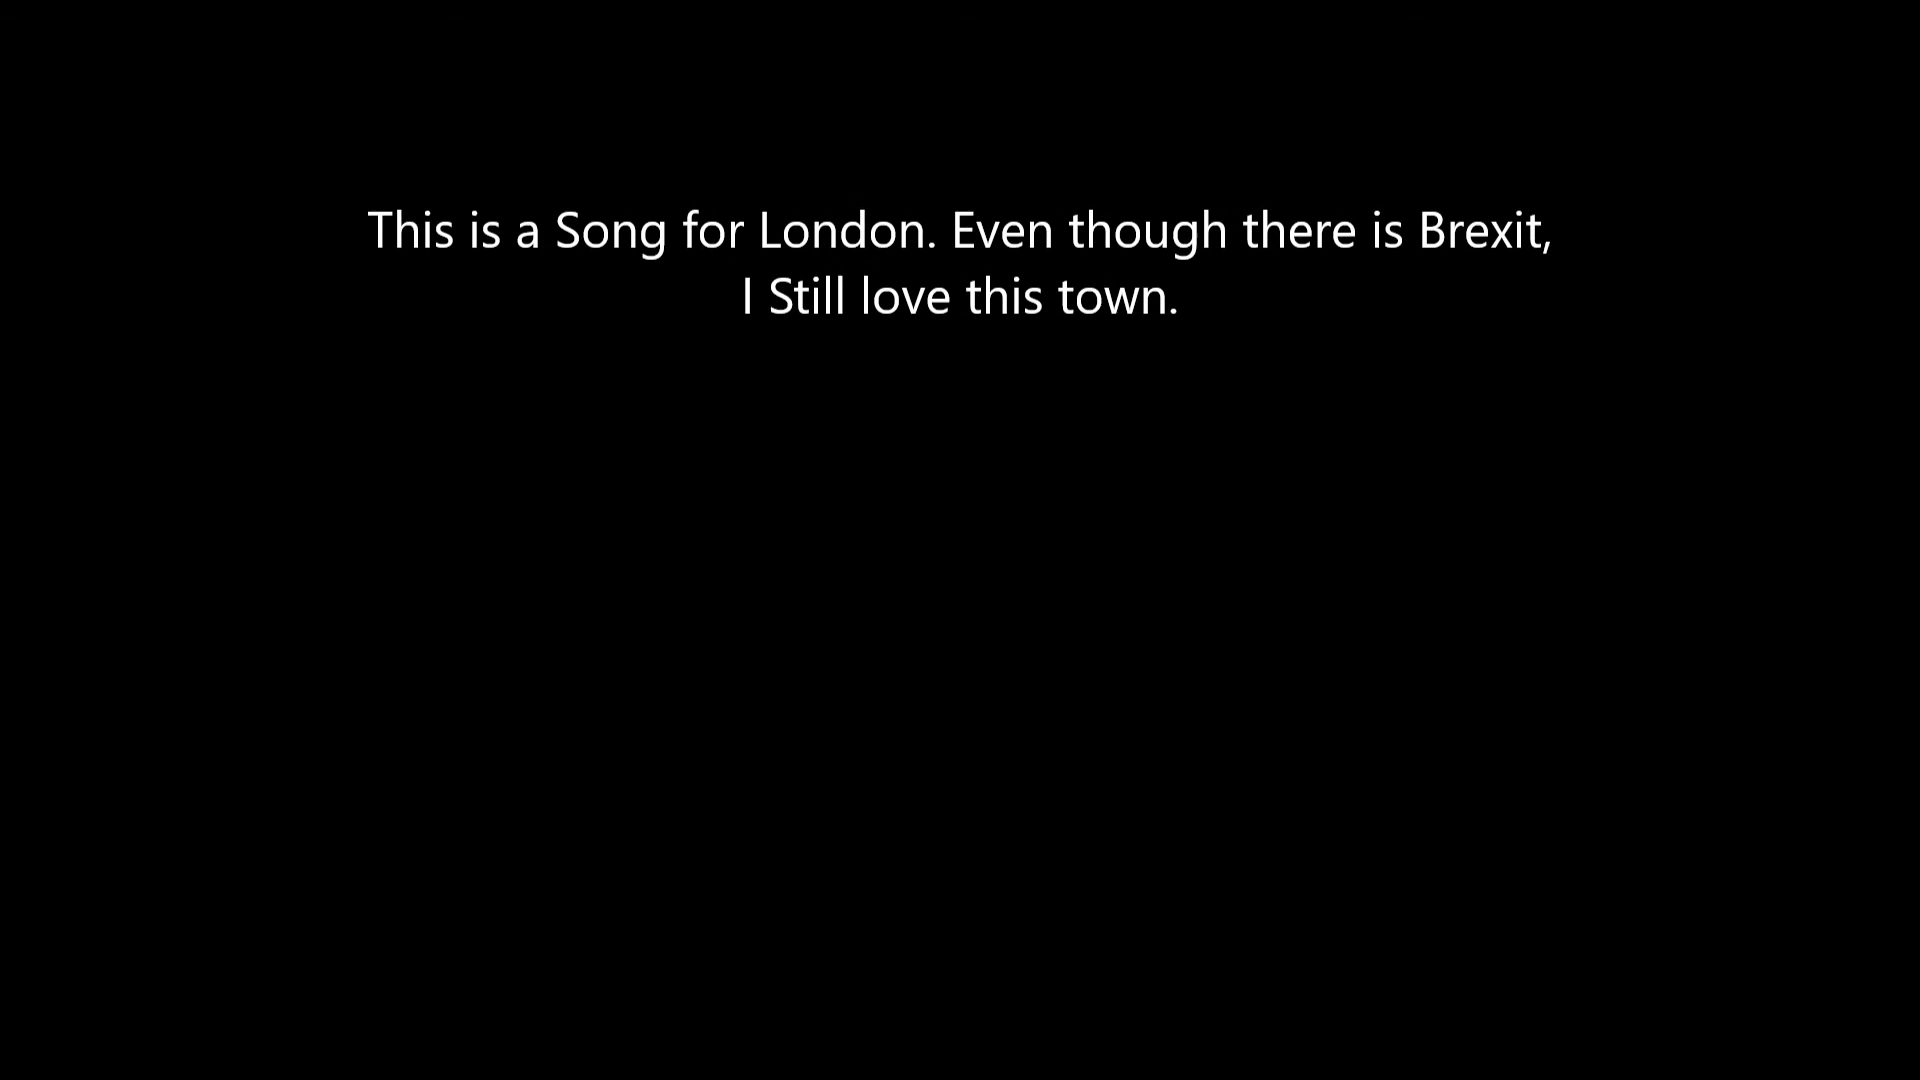 This is a Song for London. Even though there is Brexit,
I Still love this town.